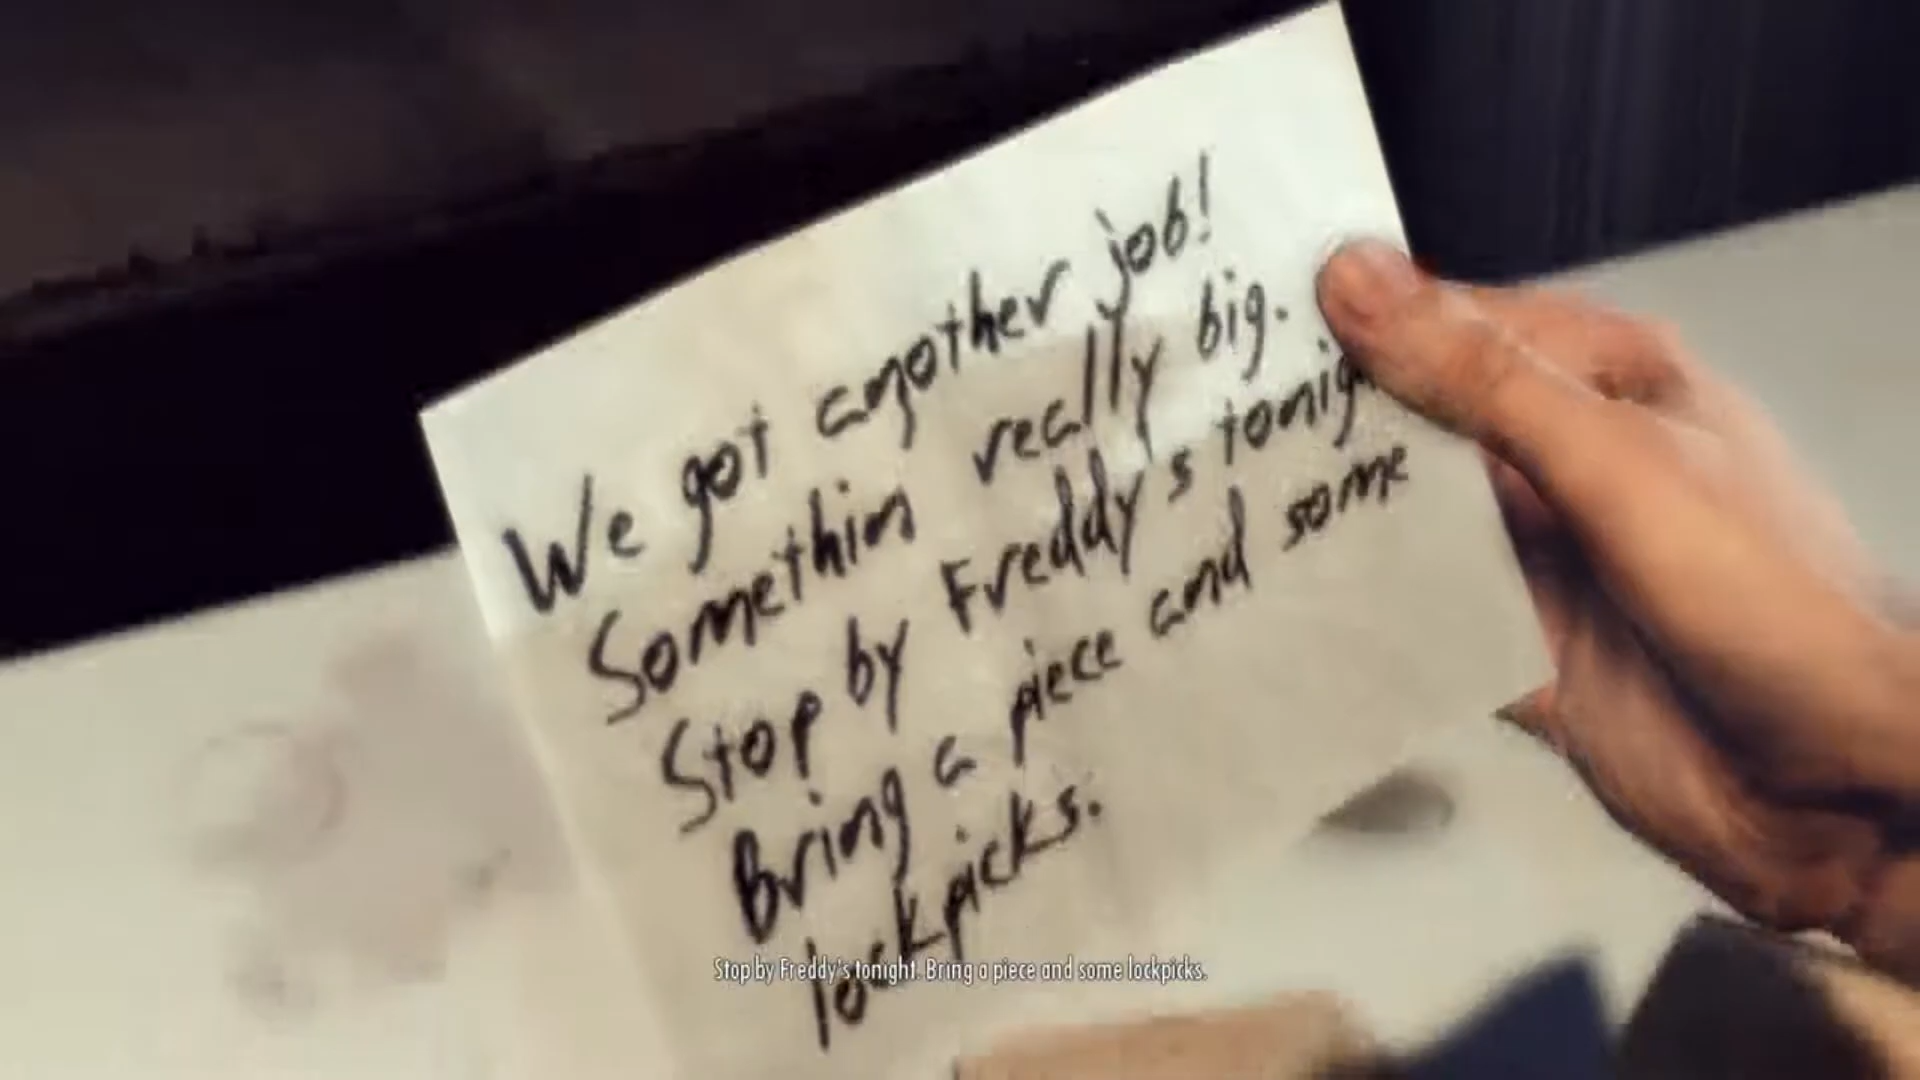 We got another job!
Somethin really big.
Stop by Freddy's
Bring a piece and some
lockpicks.
Stop by Freddy's tonight. Bring a piece and some lockpicks.